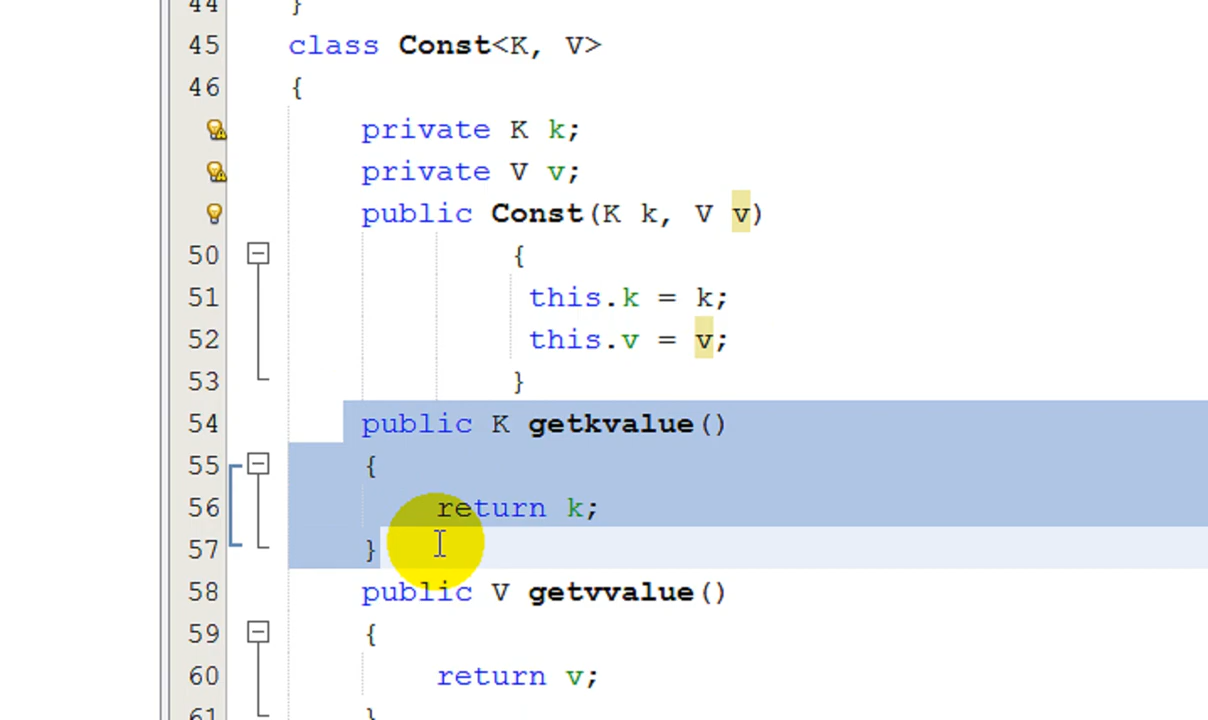 44 }
45 class Const<K, V>
46 {
private K k;
private V v;
public Const(K k, V v)
50 {
51 this.k = k;
52 this.v = v;
53 }
54 public K getkvalue()
55 {
56 return k;
57 }
58 public V getvvalue()
59 {
60 return v;
61 }